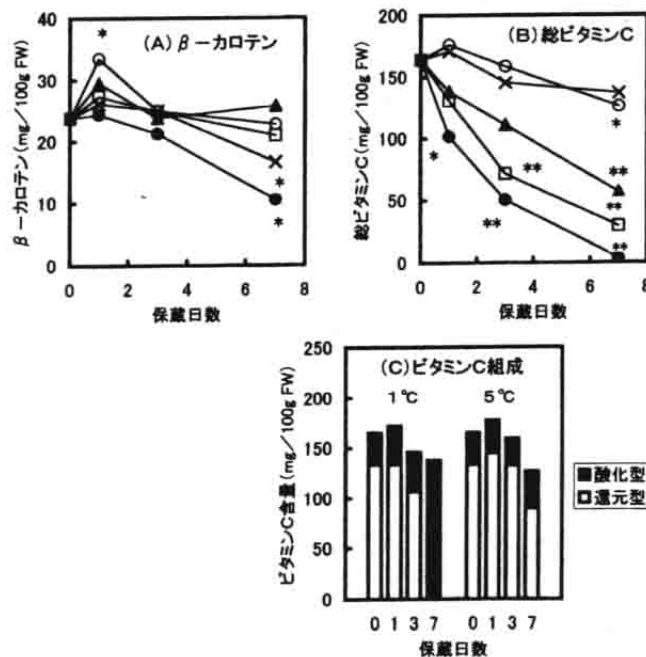 (A) β－カロテン
β－カロテン(mg／100g FW)
40
30
20
10
0
*
*
*
0 2 4 6 8
保蔵日数
(B) 総ビタミンC
総ビタミンC(mg／100g FW)
200
150
100
50
0
*
**
**
*
**
**
**
0 2 4 6 8
保蔵日数
(C)ビタミンC組成
1℃ 5℃
ビタミンC含量(mg／100g FW)
250
200
150
100
50
0
0 1 3 7 0 1 3 7
保蔵日数
酸化型
還元型